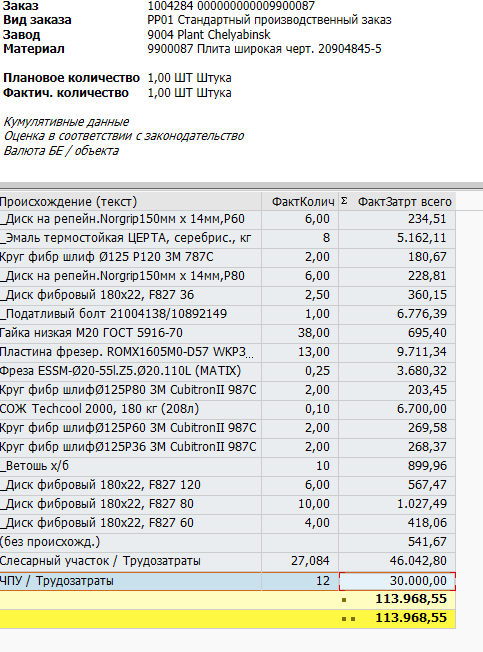 Заказ 1004284 000000000009900087
Вид заказа PP01 Стандартный производственный заказ
Завод 9004 Plant Chelyabinsk
Материал 9900087 Плита широкая черт. 20904845-5
Плановое количество 1,00 ШТ Штука
Фактич. количество 1,00 ШТ Штука
Кумулятивные данные
Оценка в соответствии с законодательство
Валюта БЕ / объекта
Происхождение (текст) ФактКолич Σ ФактЗатрт всего
_Диск на репейн.Norgrip150мм x 14мм,P60 6,00 234,51
_Эмаль термостойкая ЦЕРТА, серебрис., кг 8 5.162,11
Круг фибр шлиф Ø125 P120 3M 787C 2,00 180,67
_Диск на репейн.Norgrip150мм x 14мм,P80 6,00 228,81
_Диск фибровый 180x22, F827 36 2,50 360,15
_Податливый болт 21004138/10892149 1,00 6.776,39
Гайка низкая М20 ГОСТ 5916-70 38,00 695,40
Пластина фрезер. ROMX1605M0-D57 WKP3... 13,00 9.711,34
Фреза ESSM-Ø20-55l.Z5.Ø20.110L (MATIX) 0,25 3.680,32
Круг фибр шлифØ125P80 3M CubitronII 987C 2,00 203,45
СОЖ Techcool 2000, 180 кг (208л) 0,10 6.700,00
Круг фибр шлифØ125P60 3M CubitronII 987C 2,00 269,58
Круг фибр шлифØ125P36 3M CubitronII 987C 2,00 268,37
_Ветошь х/б 10 899,96
_Диск фибровый 180x22, F827 120 6,00 567,47
_Диск фибровый 180x22, F827 80 10,00 1.027,49
_Диск фибровый 180x22, F827 60 4,00 418,06
(без происхожд.) 541,67
Слесарный участок / Трудозатраты 27,084 46.042,80
ЧПУ / Трудозатраты 12 30.000,00
113.968,55
113.968,55